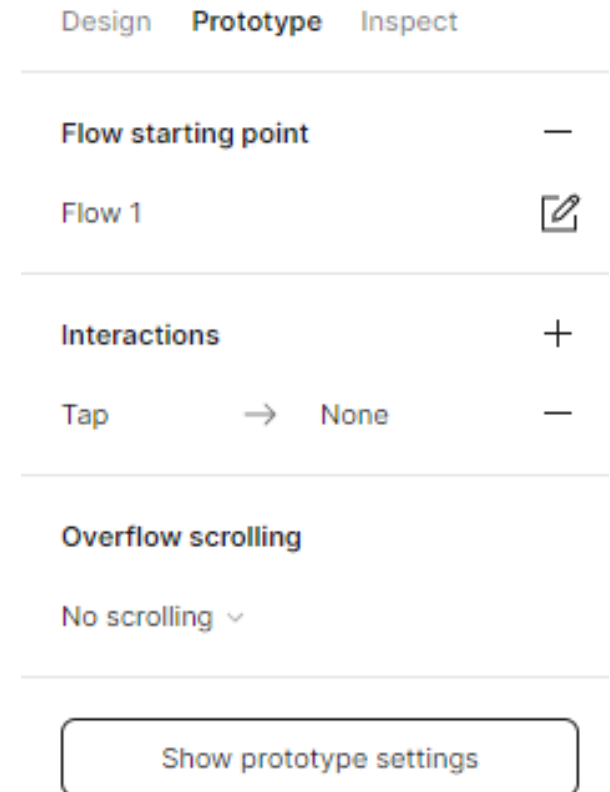 Design Prototype Inspect
Flow starting point
Flow 1
Interactions
Tap → None
Overflow scrolling
No scrolling
Show prototype settings